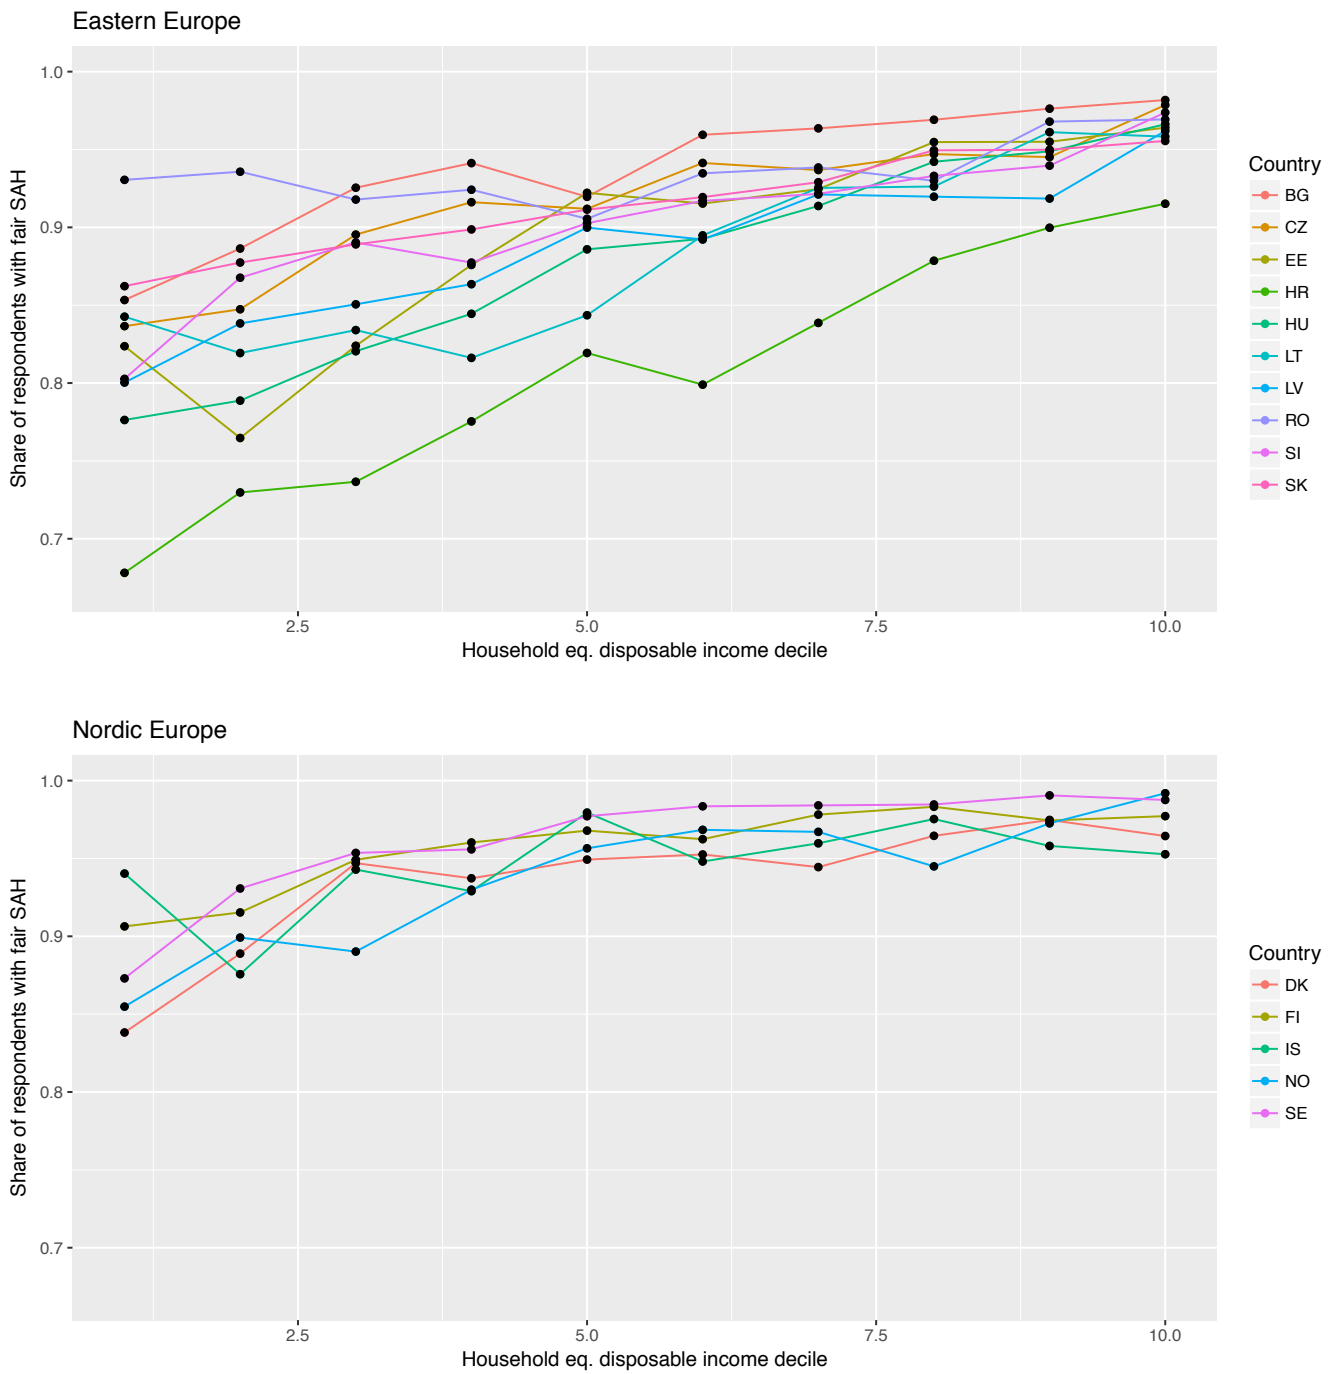 Eastern Europe
Share of respondents with fair SAH
1.0
0.9
0.8
0.7
2.5
5.0
7.5
10.0
Household eq. disposable income decile
Country
BG
CZ
EE
HR
HU
LT
LV
RO
SI
SK
Nordic Europe
Share of respondents with fair SAH
1.0
0.9
0.8
0.7
2.5
5.0
7.5
10.0
Household eq. disposable income decile
Country
DK
FI
IS
NO
SE